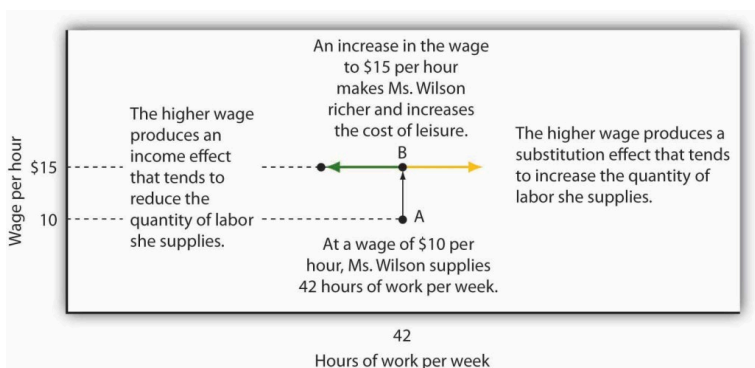 An increase in the wage
to $15 per hour
makes Ms. Wilson
richer and increases
the cost of leisure.
The higher wage
produces an
income effect
that tends to
reduce the
quantity of labor
she supplies.
The higher wage produces a
substitution effect that tends
to increase the quantity of
labor she supplies.
B
$15
10
A
Wage per hour
At a wage of $10 per
hour, Ms. Wilson supplies
42 hours of work per week.
42
Hours of work per week